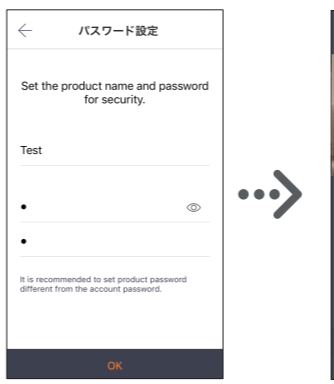 パスワード設定
Set the product name and password
for security.
Test
•
•
It is recommended to set product password
different from the account password.
OK